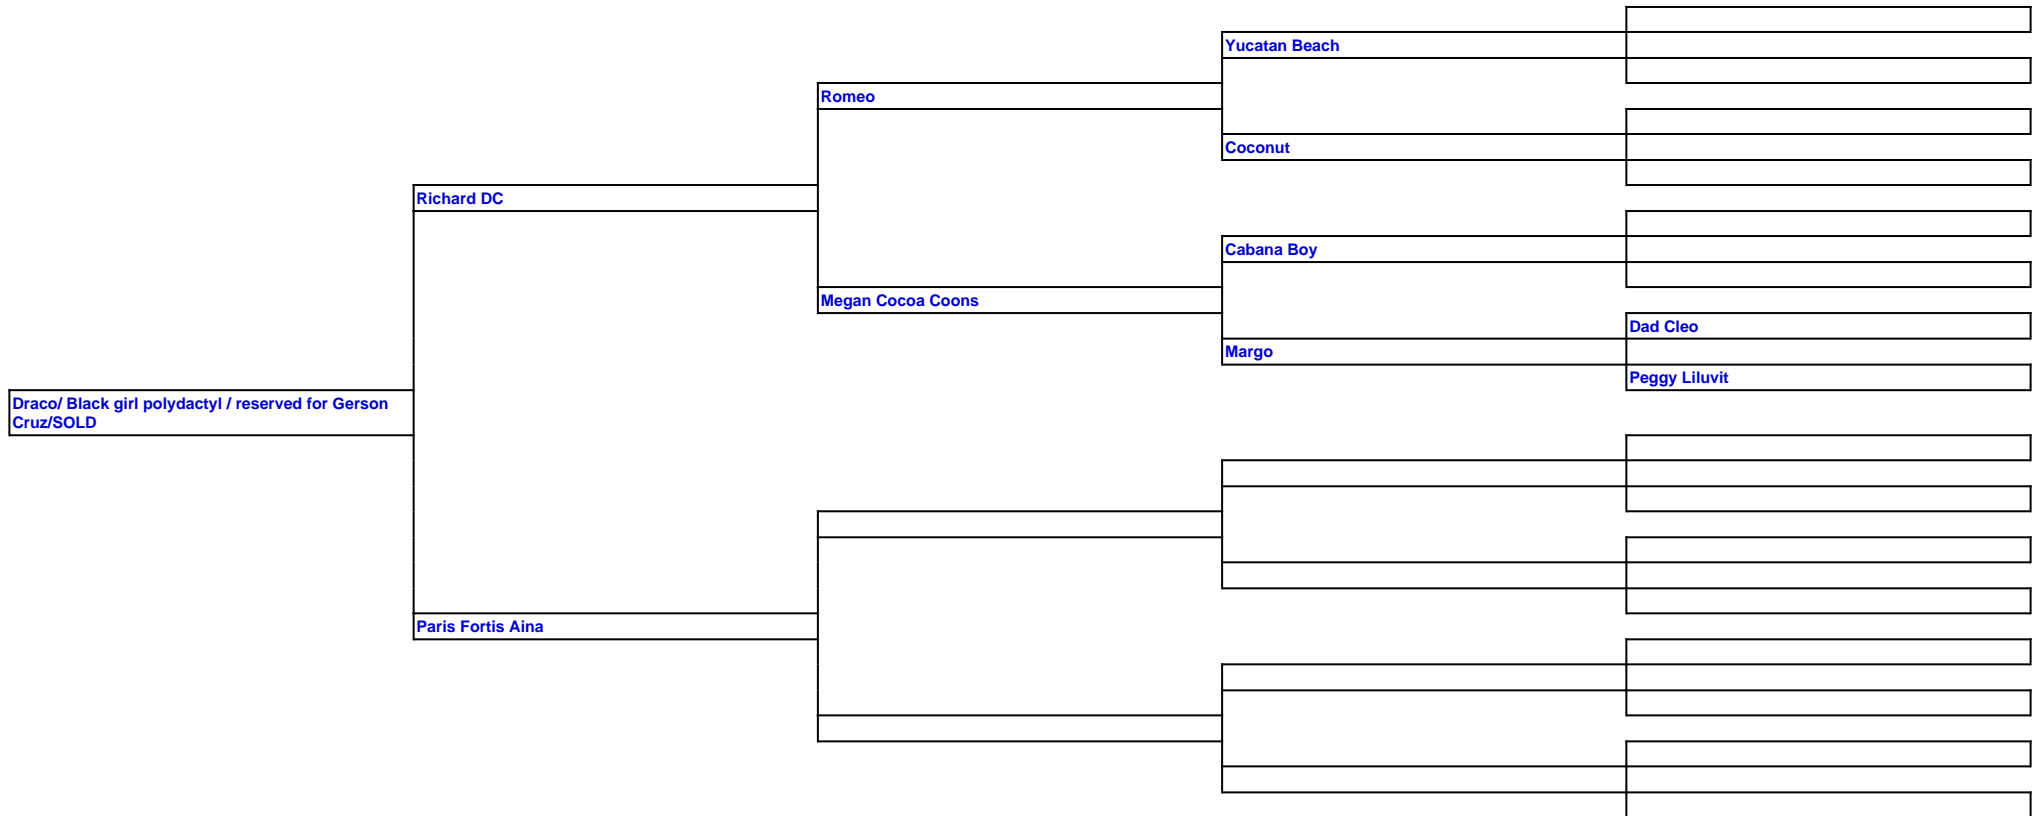 Yucatan Beach
Romeo
Coconut
Richard DC
Cabana Boy
Megan Cocoa Coons
Dad Cleo
Margo
Peggy Liluvit
Draco/ Black girl polydactyl / reserved for Gerson
Cruz/SOLD
Paris Fortis Aina